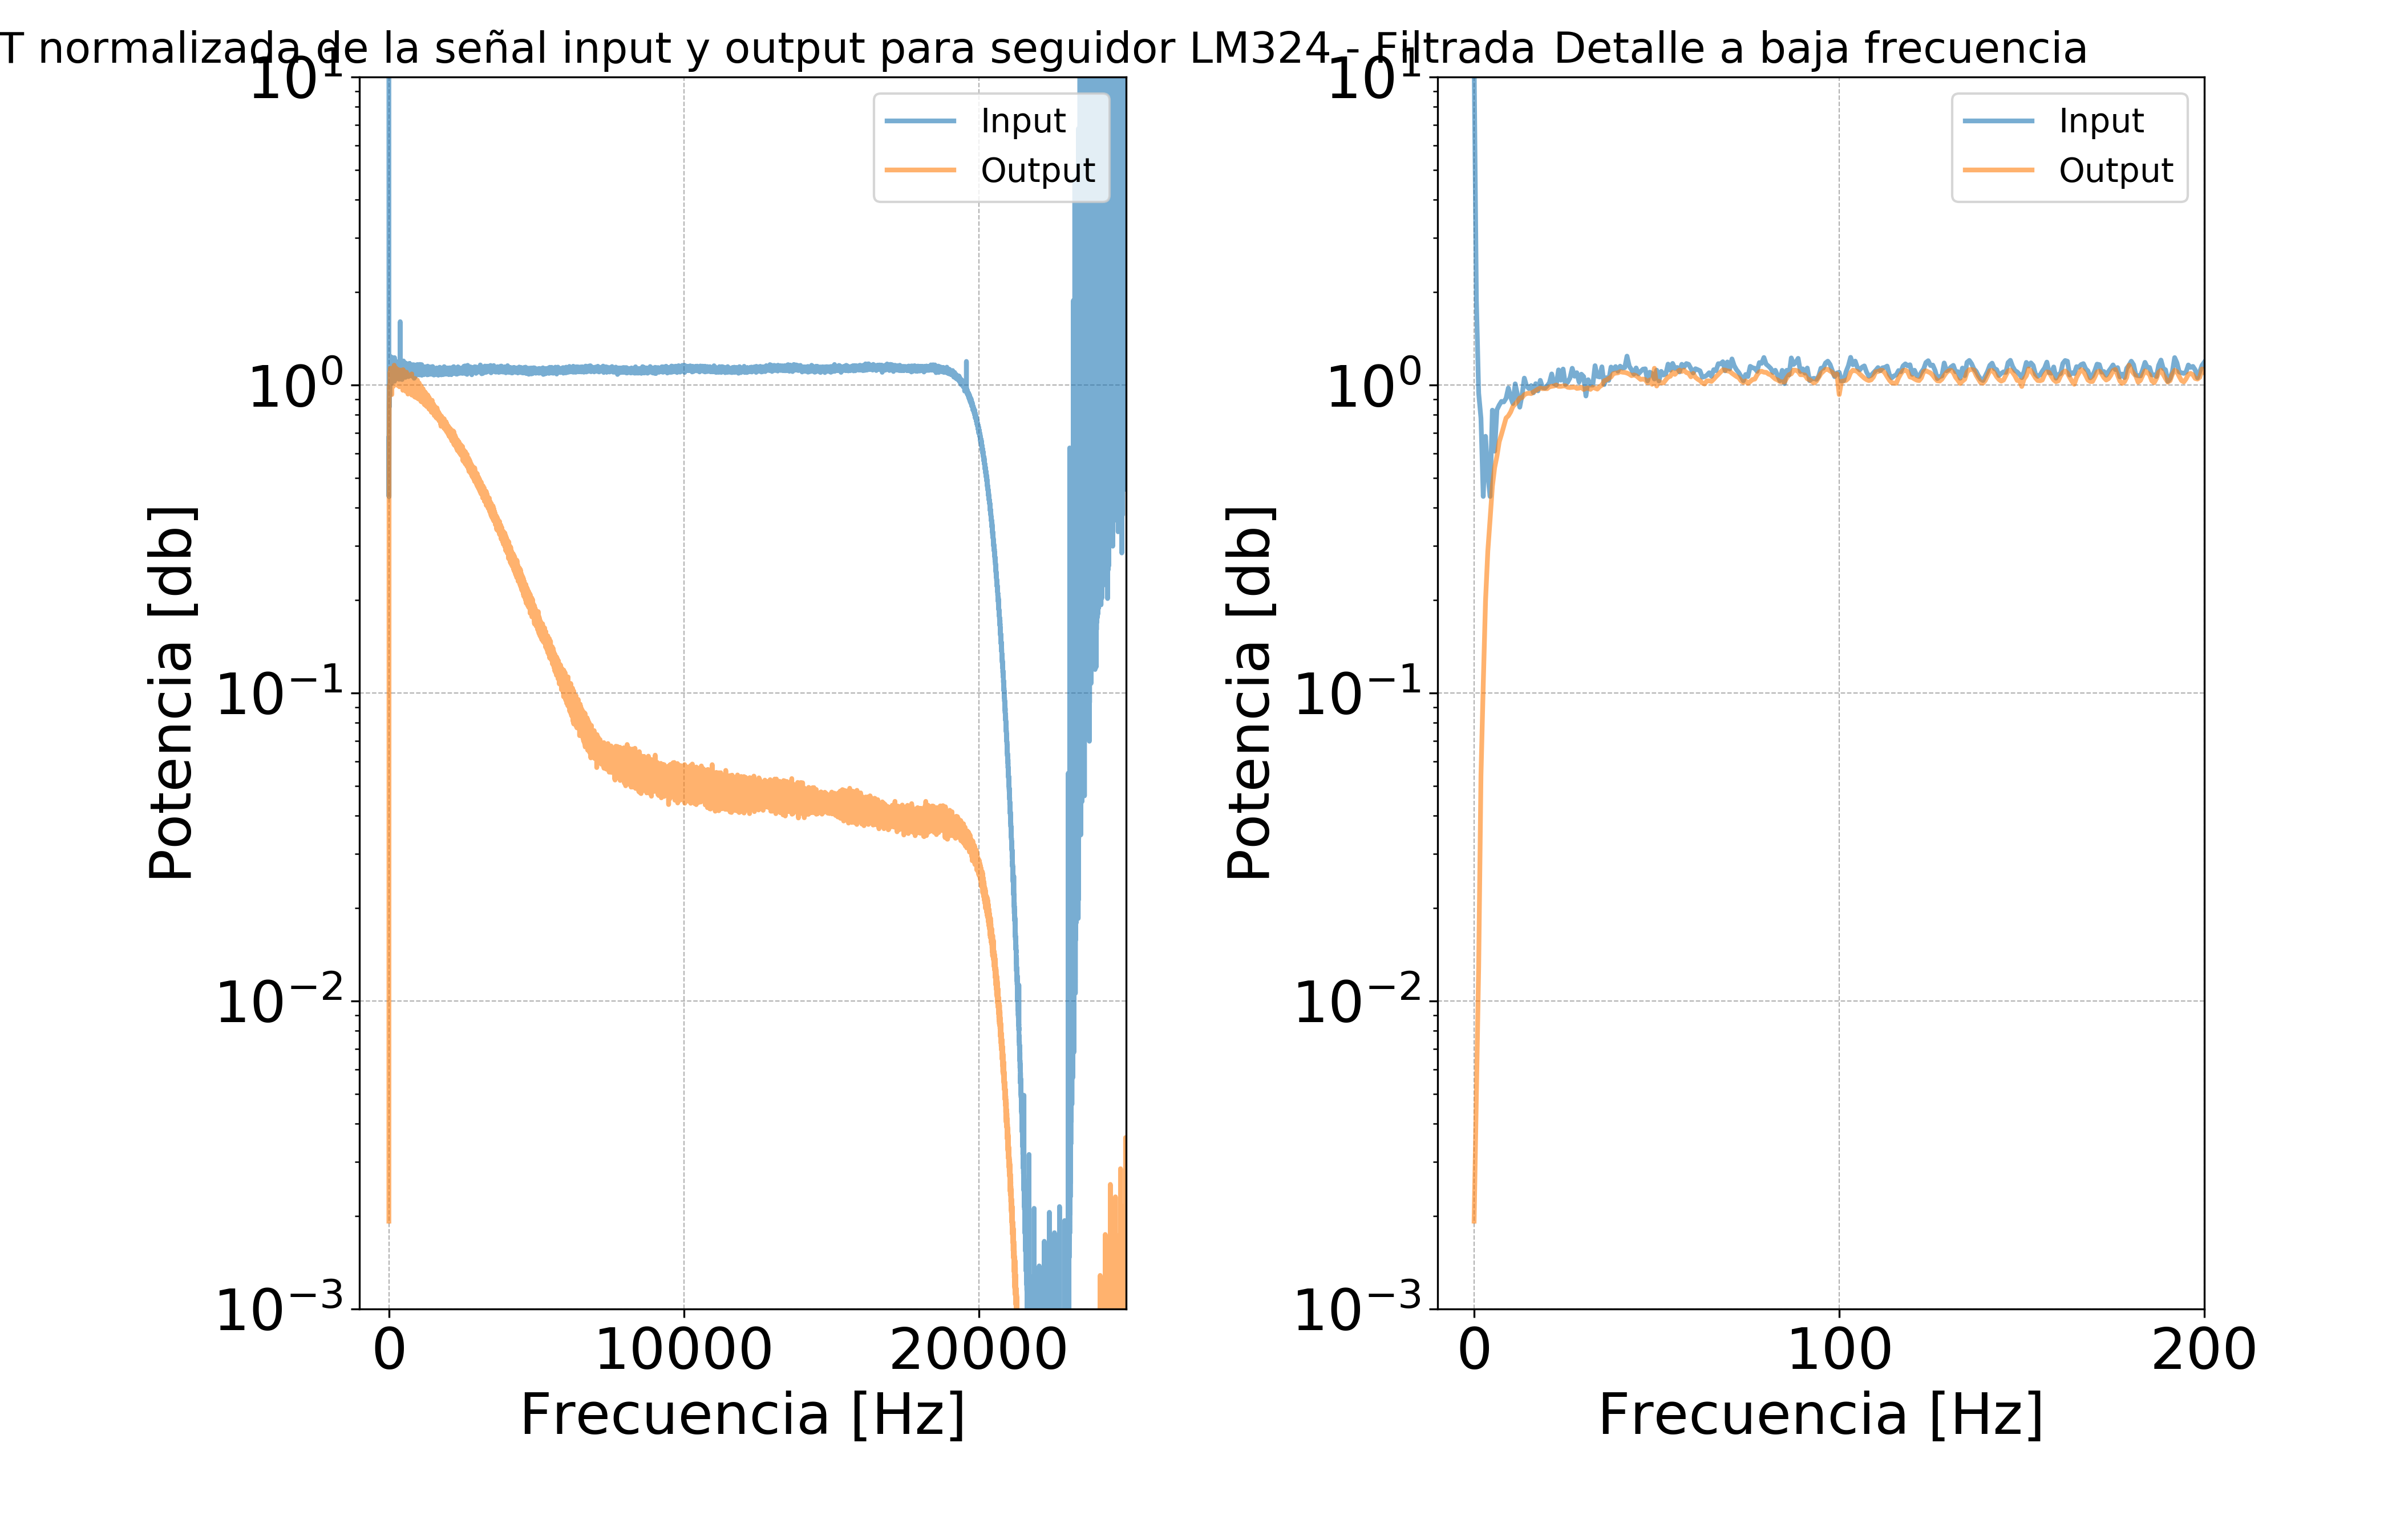 T normalizada de la señal input y output para seguidor LM324 - Filtrada
Detalle a baja frecuencia
Input
Output
Potencia [db]
10¹
10⁰
10⁻¹
10⁻²
10⁻³
0 10000 20000
Frecuencia [Hz]
Input
Output
Potencia [db]
10¹
10⁰
10⁻¹
10⁻²
10⁻³
0 100 200
Frecuencia [Hz]